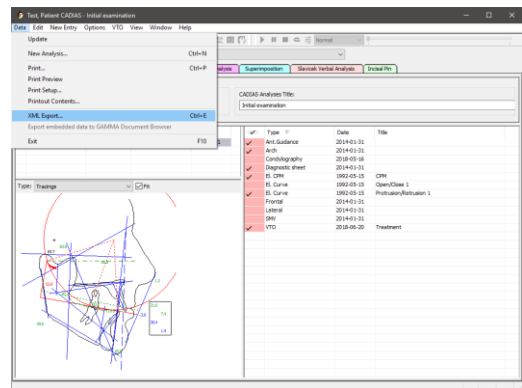 Test, Patient CADIAS - Initial examination
Data Edit New Entry Options VTO View Window Help
Update
New Analysis... Ctrl+N
Print... Ctrl+P
Print Preview
Print Setup...
Printout Contents...
XML Export... Ctrl+E
Export embedded data to GAMMA Document Browser
Exit F10
Normal
Superimposition Slavicek Verbal Analysis Incisal Pin
CADIAS Analyses Title:
Initial examination
Type Date Title
Ant.Guidance 2014-01-31
Arch 2014-01-31
Condylography 2018-03-16
Diagnostic sheet 2014-01-31
El. CPM 1992-05-15 CPM
El. Curve 1992-05-15 Open/Close 1
El. Curve 1992-05-15 Protrusion/Retrusion 1
Frontal 2014-01-31
Lateral 2014-01-31
SMV 2014-01-31
VTO 2018-06-20 Treatment
Type: Tracings Fit